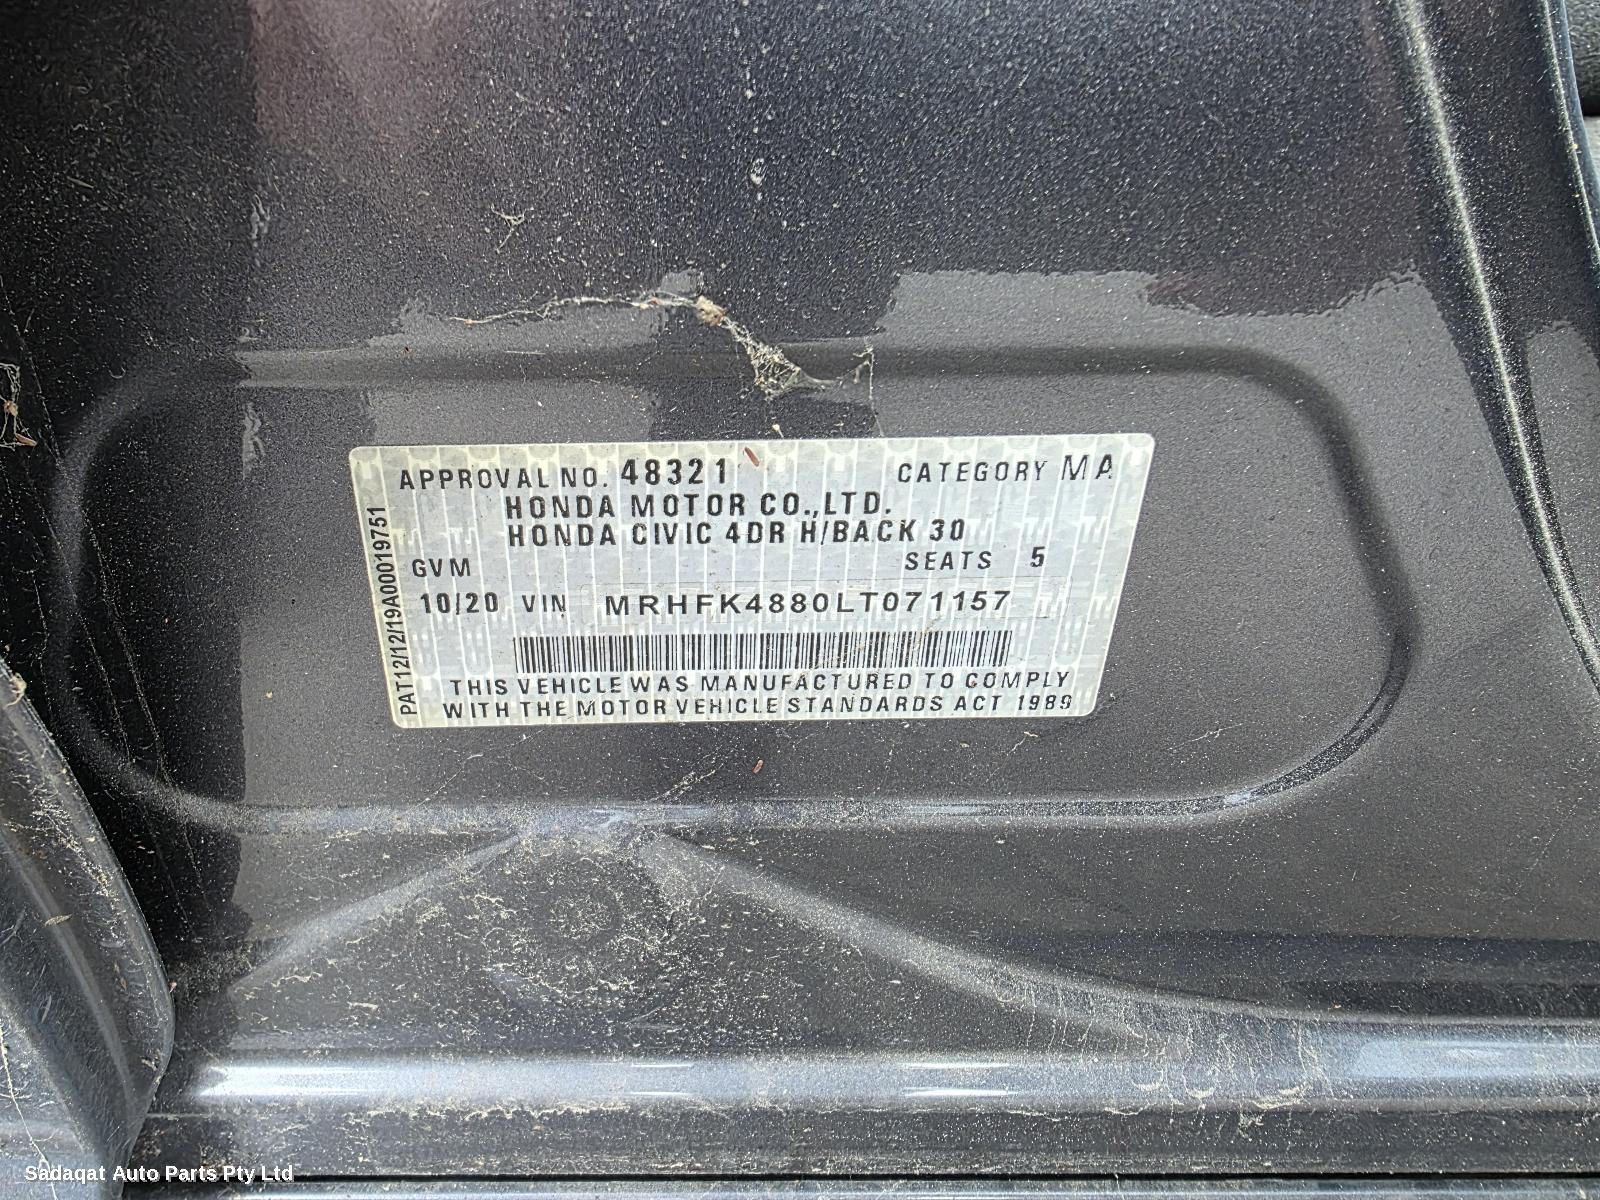 APPROVAL NO. 48321 CATEGORY MA
HONDA MOTOR CO.,LTD.
HONDA CIVIC 4DR H/BACK 30
GVM SEATS 5
10/20 VIN MRHFK4880LT071157
THIS VEHICLE WAS MANUFACTURED TO COMPLY
WITH THE MOTOR VEHICLE STANDARDS ACT 1989
PAT12/12/19A00019751
Sadaqat Auto Parts Pty Ltd